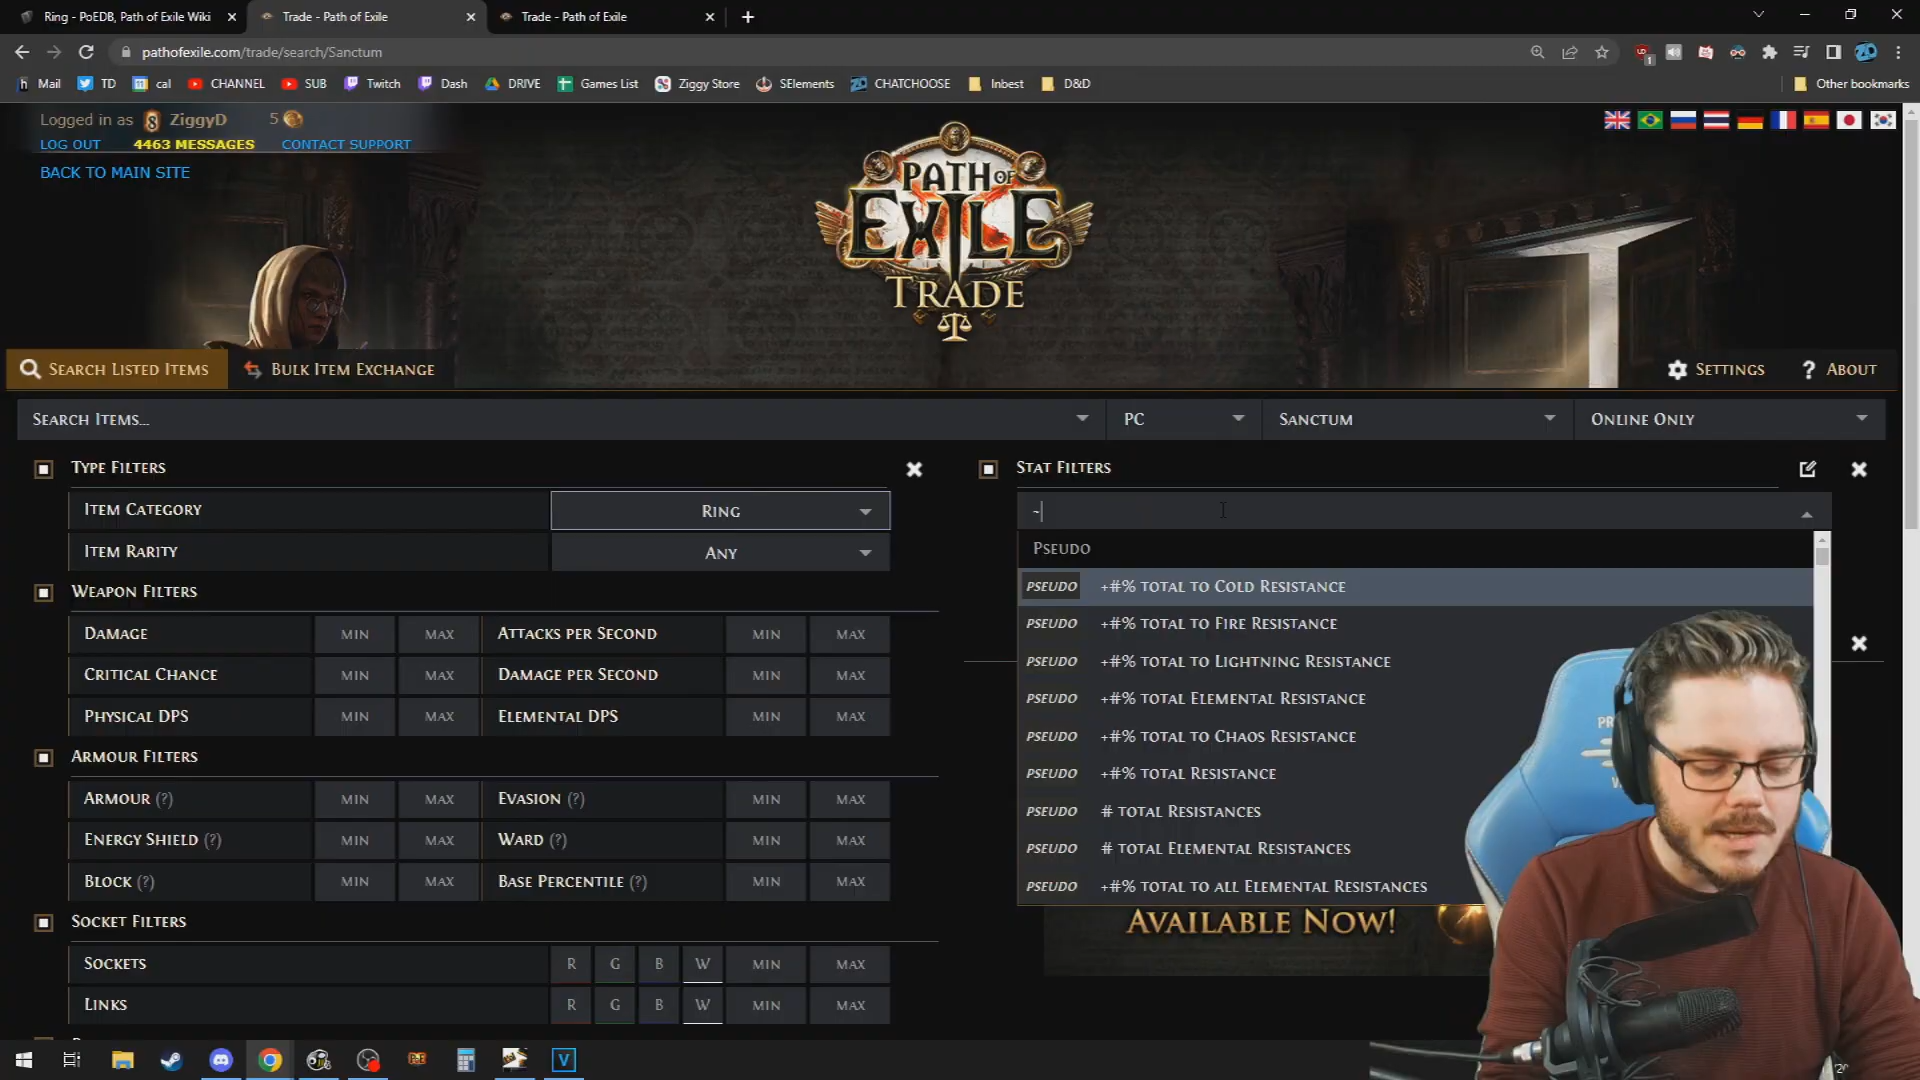 Ring - PoEDB, Path of Exile Wiki
Trade - Path of Exile
Trade - Path of Exile
pathofexile.com/trade/search/Sanctum
Mail
TD
cal
CHANNEL
SUB
Twitch
Dash
DRIVE
Games List
Ziggy Store
SElements
CHATCHOOSE
Inbest
D&D
Other bookmarks
Logged in as ZiggyD 5
LOG OUT 4463 MESSAGES CONTACT SUPPORT
BACK TO MAIN SITE
PATH OF
EXILE
TRADE
SEARCH LISTED ITEMS
BULK ITEM EXCHANGE
SETTINGS
? ABOUT
SEARCH ITEMS...
PC
SANCTUM
ONLINE ONLY
TYPE FILTERS
ITEM CATEGORY RING
ITEM RARITY ANY
WEAPON FILTERS
DAMAGE MIN MAX ATTACKS PER SECOND MIN MAX
CRITICAL CHANCE MIN MAX DAMAGE PER SECOND MIN MAX
PHYSICAL DPS MIN MAX ELEMENTAL DPS MIN MAX
ARMOUR FILTERS
ARMOUR (?) MIN MAX EVASION (?) MIN MAX
ENERGY SHIELD (?) MIN MAX WARD (?) MIN MAX
BLOCK (?) MIN MAX BASE PERCENTILE (?) MIN MAX
SOCKET FILTERS
SOCKETS R G B W MIN MAX
LINKS R G B W MIN MAX
STAT FILTERS
~
PSEUDO
PSEUDO +#% TOTAL TO COLD RESISTANCE
PSEUDO +#% TOTAL TO FIRE RESISTANCE
PSEUDO +#% TOTAL TO LIGHTNING RESISTANCE
PSEUDO +#% TOTAL ELEMENTAL RESISTANCE
PSEUDO +#% TOTAL TO CHAOS RESISTANCE
PSEUDO +#% TOTAL RESISTANCE
PSEUDO # TOTAL RESISTANCES
PSEUDO # TOTAL ELEMENTAL RESISTANCES
PSEUDO +#% TOTAL TO ALL ELEMENTAL RESISTANCES
AVAILABLE NOW!